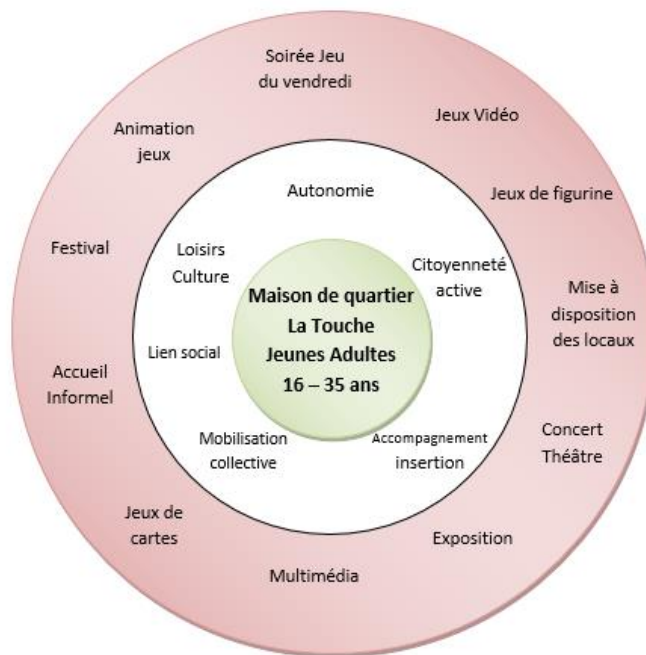 Soirée Jeu
du vendredi
Jeux Vidéo
Animation
jeux
Autonomie
Jeux de figurine
Festival
Loisirs
Culture
Citoyenneté
active
Maison de quartier
La Touche
Jeunes Adultes
16 – 35 ans
Mise à
disposition
des locaux
Lien social
Accueil
Informel
Mobilisation
collective
Accompagnement
insertion
Concert
Théâtre
Jeux de
cartes
Exposition
Multimédia